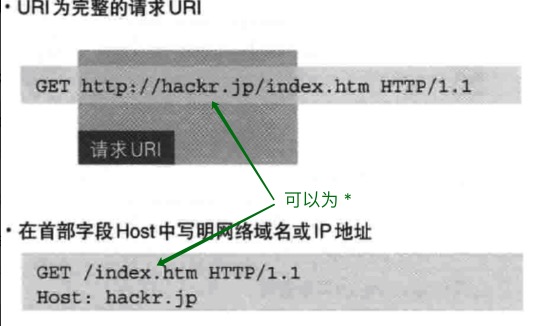 ・URI为完整的请求URI
GET http://hackr.jp/index.htm HTTP/1.1
请求URI
可以为 *
・在首部字段Host中写明网络域名或IP地址
GET /index.htm HTTP/1.1
Host: hackr.jp